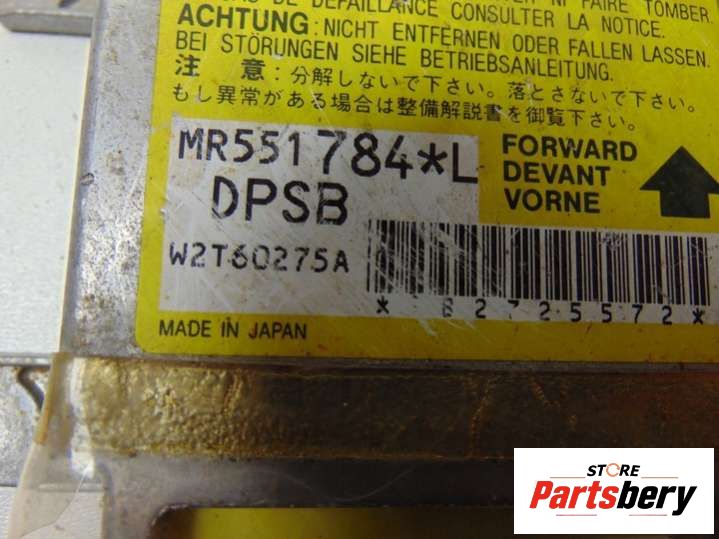 DE DEFAILLANCE CONSULTER LA NOTICE.
ACHTUNG: NICHT ENTFERNEN ODER FALLEN LASSEN.
BEI STÖRUNGEN SIEHE BETRIEBSANLEITUNG.
注 意:分解しないで下さい。落とさないで下さい。
もし異常がある場合は整備解説書を御覧下さい。
MR551784*L
DPSB
W2T60275A
FORWARD
DEVANT
VORNE
* 62725572*
MADE IN JAPAN
STORE
Partsbery